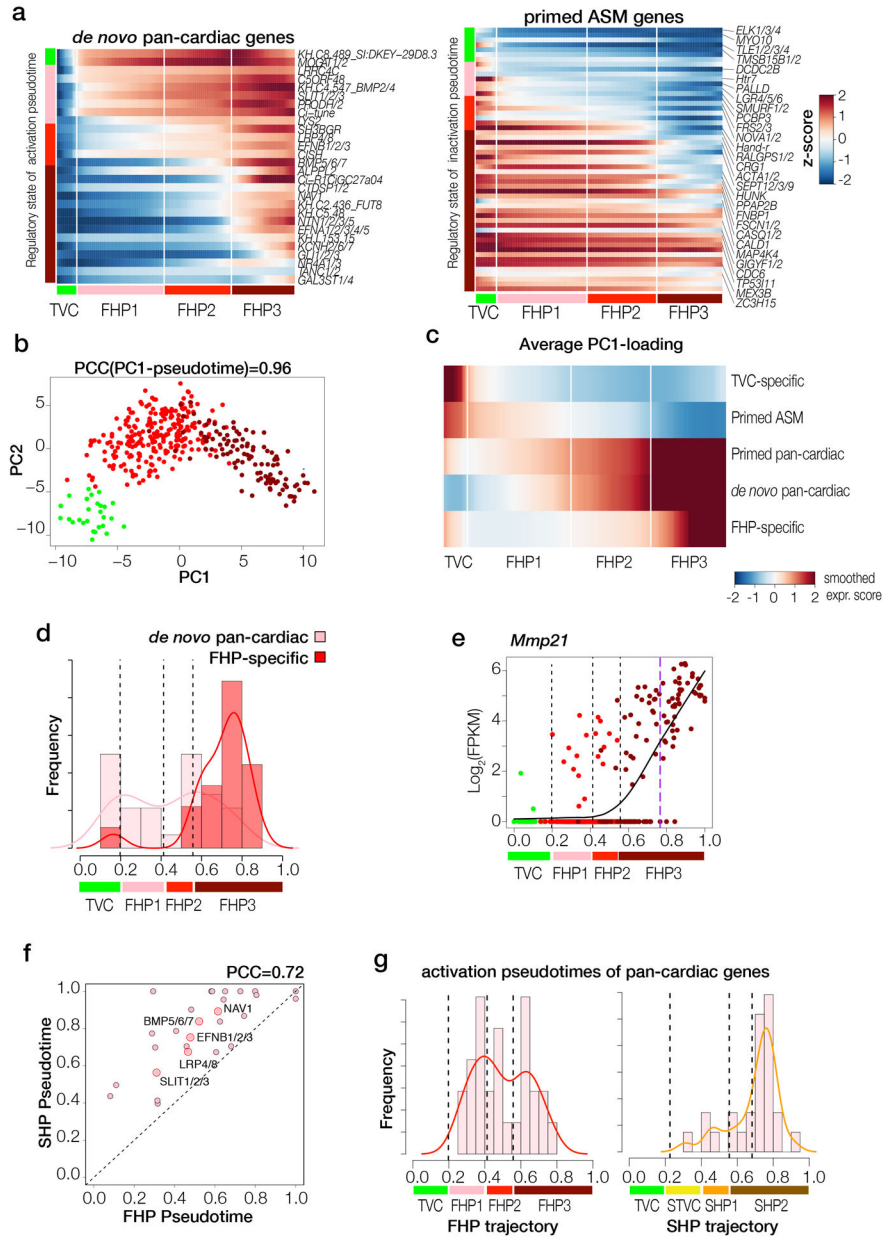 a
de novo pan-cardiac genes
Regulatory state of activation pseudotime
KH.C8.489_SI:DKEY-29D8.3
MOGAT1/2
LRRC4C
C5ORF48
KH.C4.547_BMP2/4
SLIT1/2/3
PRODH/2
Ci-tune
LYS2
SH3BGR
LRP4/8
EFNB1/2/3
CISH
BMP5/6/7
ALPPL2
Ci-R1CiGC27a04
CTDSP1/2
NAV1
KH.C2.436_FUT8
KH.C5.48
NTN1/2/3/5
EFNA1/2/3/4/5
KH.L153.15
KCNH2/6/7
GLI1/2/3
NR4A1/3
TANC1/2
GAL3ST1/4
TVC FHP1 FHP2 FHP3
primed ASM genes
Regulatory state of inactivation pseudotime
ELK1/3/4
MYO10
TLE1/2/3/4
TMSB15B1/2
DCDC2B
Htr7
PALLD
LGR4/5/6
SMURF1/2
PCBP3
FRS2/3
NOVA1/2
Hand-r
RALGPS1/2
CRG1
ACTA1/2
SEPT12/3/9
HUNK
PPAP2B
FNBP1
FSCN1/2
CASQ1/2
CALD1
MAP4K4
GIGYF1/2
CDC6
TP53I11
MEX3B
ZC3H15
TVC FHP1 FHP2 FHP3
z-score
2
1
0
-1
-2
b
PCC(PC1-pseudotime)=0.96
PC2
5
0
−5
−10
−10 −5 0 5 10
PC1
c
Average PC1-loading
TVC-specific
Primed ASM
Primed pan-cardiac
de novo pan-cardiac
FHP-specific
TVC FHP1 FHP2 FHP3
-2 -1 0 1 2
smoothed
expr. score
d
de novo pan-cardiac
FHP-specific
Frequency
0.0 0.2 0.4 0.6 0.8 1.0
TVC FHP1 FHP2 FHP3
e
Mmp21
Log2(FPKM)
6
4
2
0
0.0 0.2 0.4 0.6 0.8 1.0
TVC FHP1 FHP2 FHP3
f
PCC=0.72
SHP Pseudotime
1.0
0.8
0.6
0.4
0.2
0.0
NAV1
BMP5/6/7
EFNB1/2/3
LRP4/8
SLIT1/2/3
0.0 0.2 0.4 0.6 0.8 1.0
FHP Pseudotime
g
activation pseudotimes of pan-cardiac genes
Frequency
0.0 0.2 0.4 0.6 0.8 1.0
TVC FHP1 FHP2 FHP3
FHP trajectory
0.0 0.2 0.4 0.6 0.8 1.0
TVC STVC SHP1 SHP2
SHP trajectory